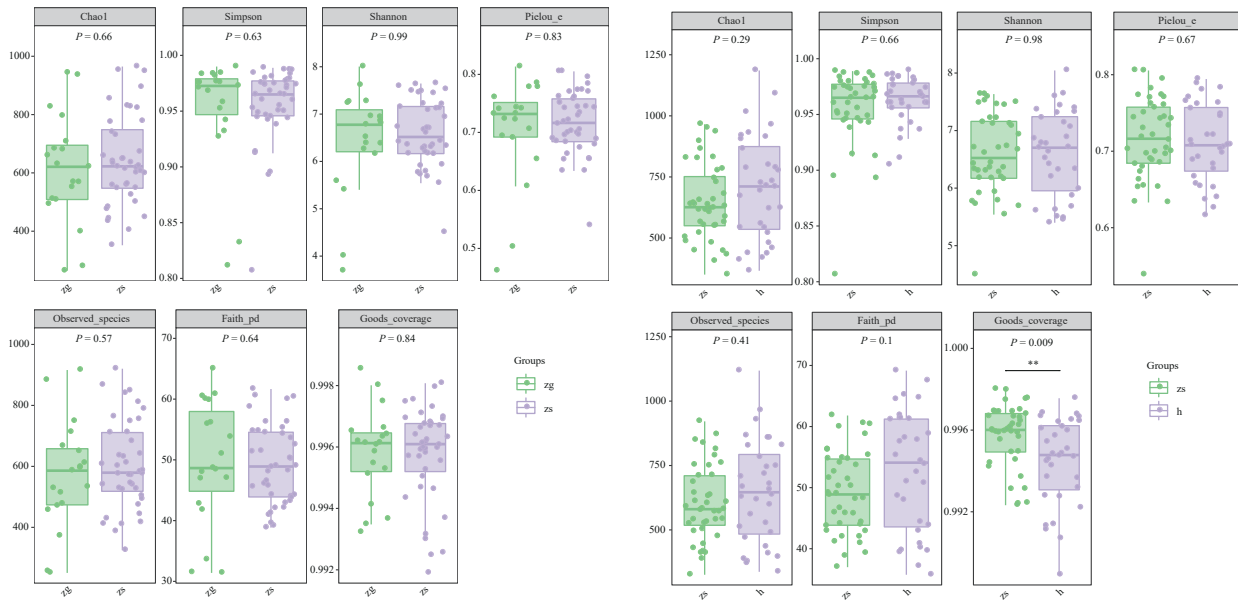 Chao1
Simpson
Shannon
Pielou_e
P = 0.66
P = 0.63
P = 0.99
P = 0.83
1000
800
600
400
1.00
0.95
0.90
0.80
8
7
6
4
0.8
0.7
0.6
0.5
zg
zs
zg
zs
zg
zs
zg
zs
Observed_species
Faith_pd
Goods_coverage
P = 0.57
P = 0.64
P = 0.84
1000
800
600
400
70
60
50
40
30
0.998
0.996
0.994
0.992
zg
zs
zg
zs
zg
zs
Groups
zg
zs
Chao1
Simpson
Shannon
Pielou_e
P = 0.29
P = 0.66
P = 0.98
P = 0.67
1250
1000
750
500
1.00
0.95
0.90
0.85
0.80
8
7
6
5
0.8
0.7
0.6
zs
h
zs
h
zs
h
zs
h
Observed_species
Faith_pd
Goods_coverage
P = 0.41
P = 0.1
P = 0.009
**
1250
1000
750
500
70
60
50
40
1.000
0.996
0.992
zs
h
zs
h
zs
h
Groups
zs
h